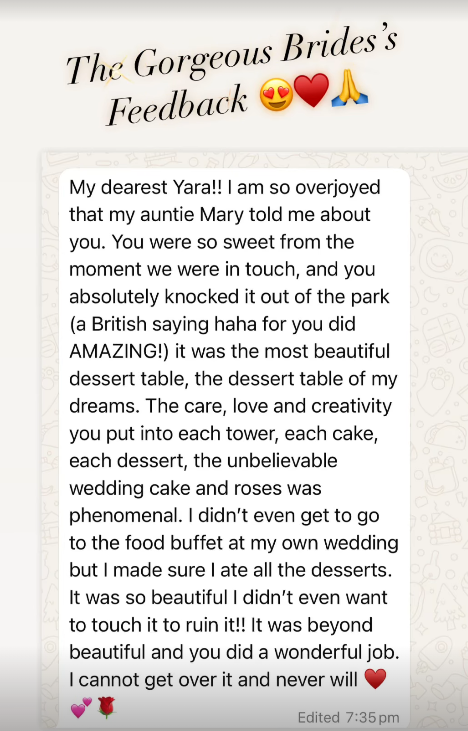 The Gorgeous Brides's
Feedback 😍♥️🙏
My dearest Yara!! I am so overjoyed
that my auntie Mary told me about
you. You were so sweet from the
moment we were in touch, and you
absolutely knocked it out of the park
(a British saying haha for you did
AMAZING!) it was the most beautiful
dessert table, the dessert table of my
dreams. The care, love and creativity
you put into each tower, each cake,
each dessert, the unbelievable
wedding cake and roses was
phenomenal. I didn't even get to go
to the food buffet at my own wedding
but I made sure I ate all the desserts.
It was so beautiful I didn't even want
to touch it to ruin it!! It was beyond
beautiful and you did a wonderful job.
I cannot get over it and never will ♥️
💕🌹
Edited 7:35 pm